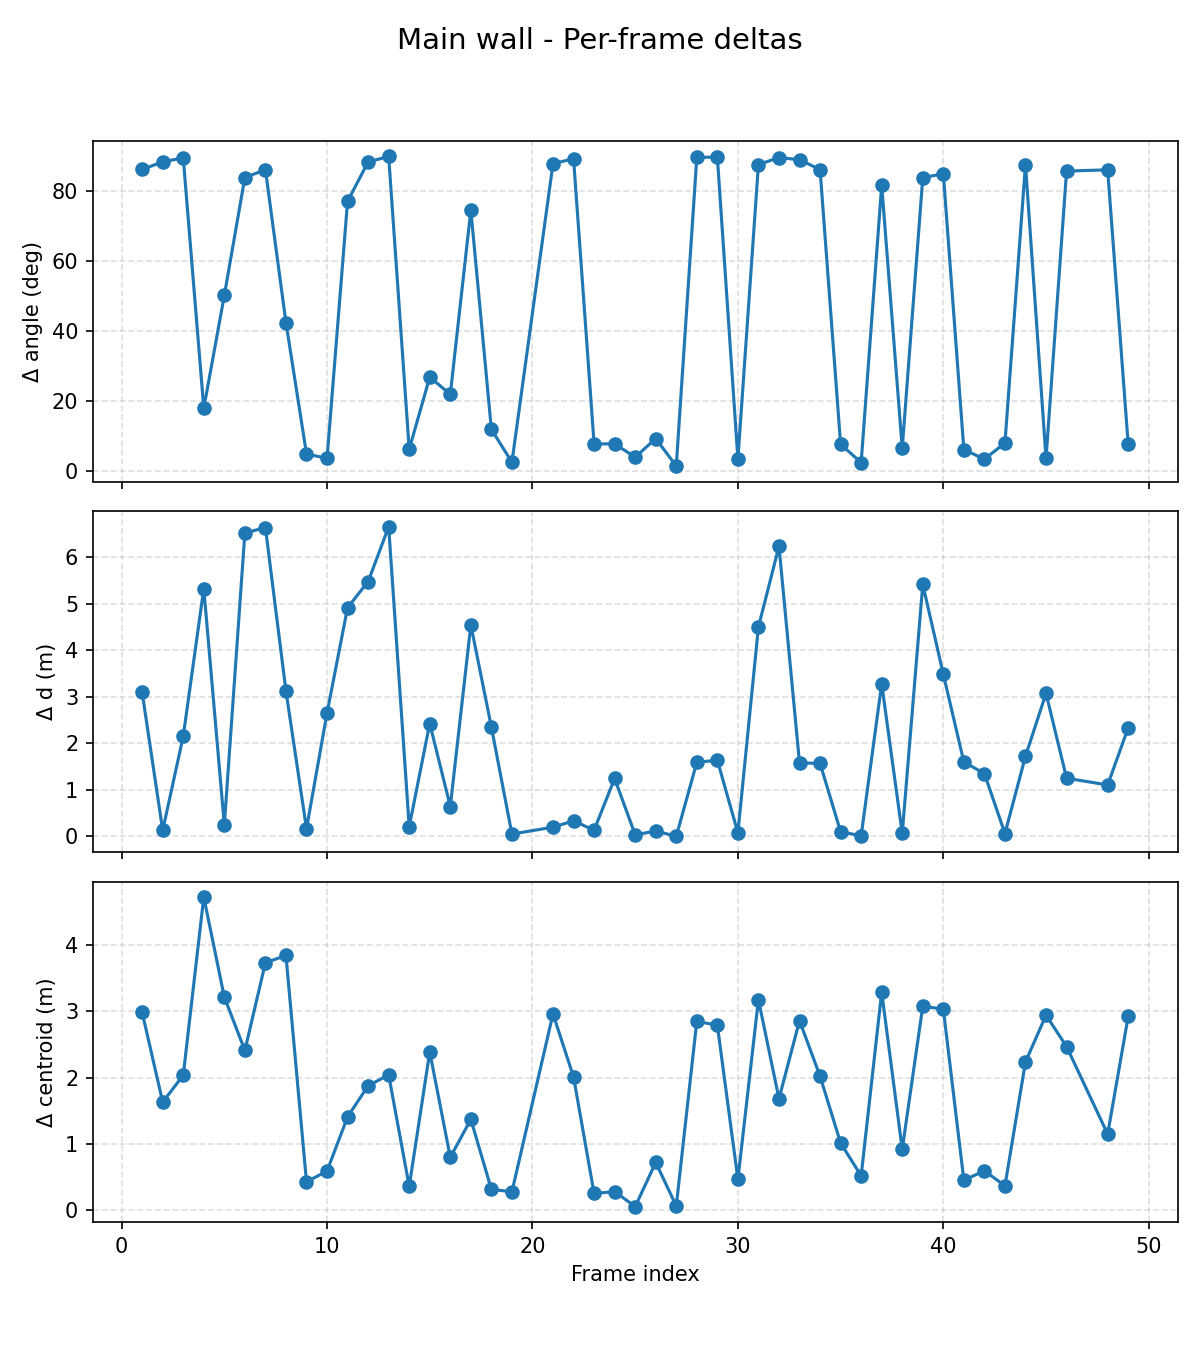 Main wall - Per-frame deltas
80
60
40
20
0
Δ angle (deg)
6
5
4
3
2
1
0
Δ d (m)
4
3
2
1
0
Δ centroid (m)
0 10 20 30 40 50
Frame index